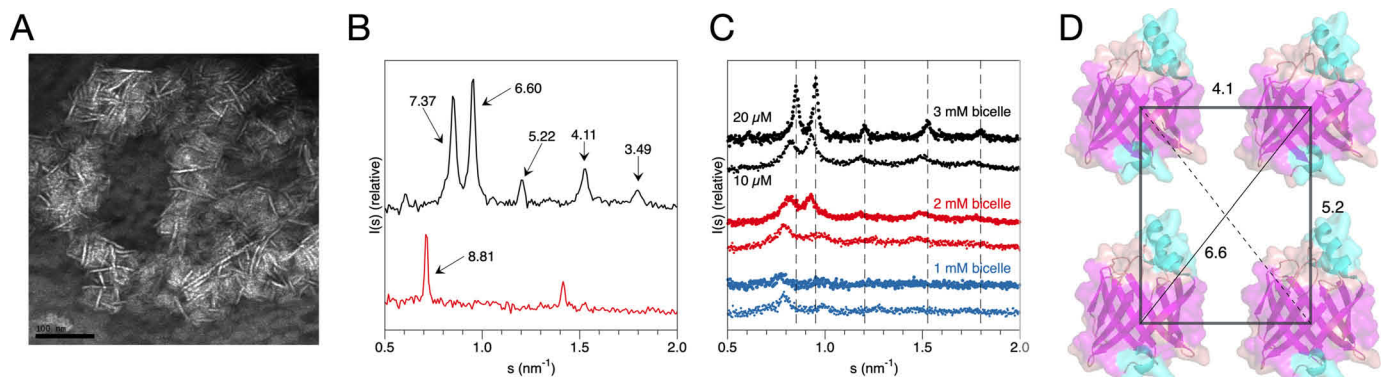 A
100 nm
B
I(s) (relative)
7.37
6.60
5.22
4.11
3.49
8.81
0.5
1.0
1.5
2.0
s (nm-1)
C
I(s) (relative)
20 µM
3 mM bicelle
10 µM
2 mM bicelle
1 mM bicelle
0.5
1.0
1.5
2.0
s (nm-1)
D
4.1
5.2
6.6